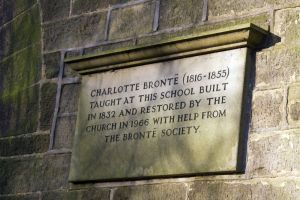 CHARLOTTE BRONTË (1816-1855)
TAUGHT AT THIS SCHOOL BUILT
IN 1832 AND RESTORED BY THE
CHURCH IN 1966 WITH HELP FROM
THE BRONTË SOCIETY.